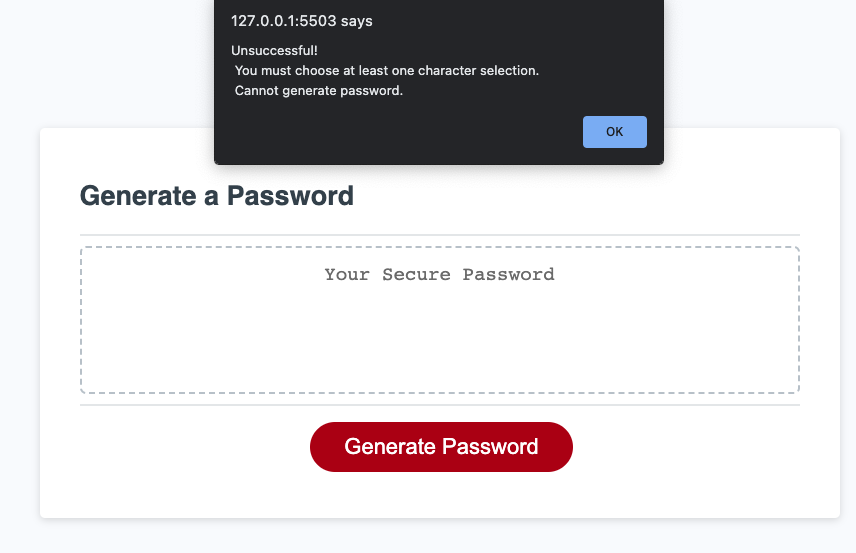 127.0.0.1:5503 says
Unsuccessful!
You must choose at least one character selection.
Cannot generate password.
OK
Generate a Password
Your Secure Password
Generate Password